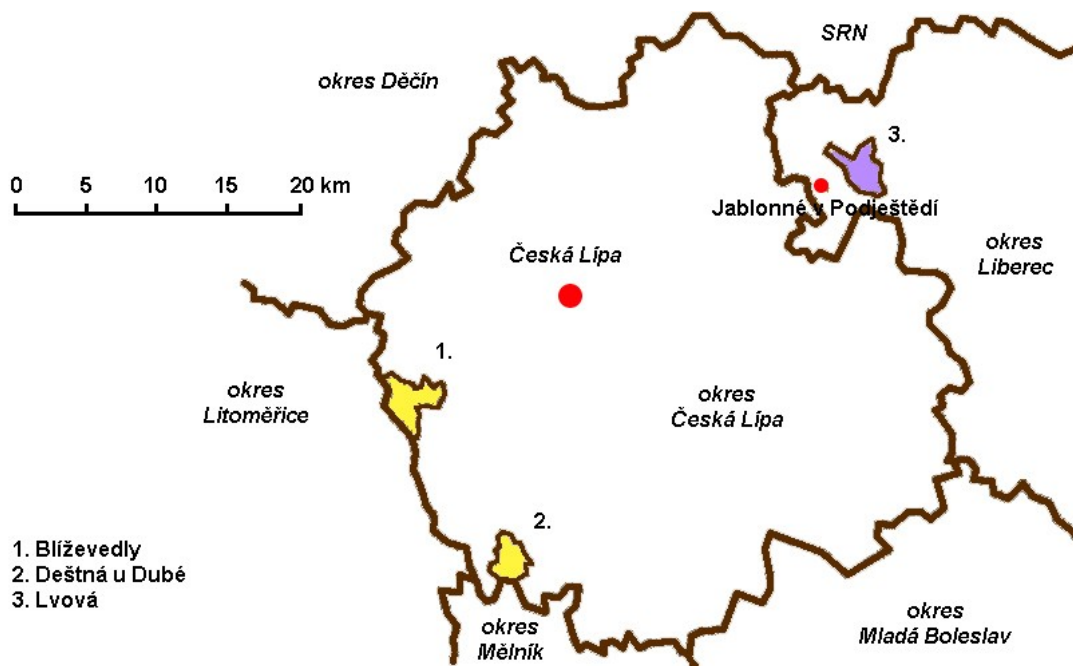 SRN
okres Děčín
3.
0 5 10 15 20 km
Jablonné v Podještědí
Česká Lípa
okres
Liberec
1.
okres
Litoměřice
okres
Česká Lípa
2.
1. Blíževedly
2. Deštná u Dubé
3. Lvová
okres
Mělník
okres
Mladá Boleslav